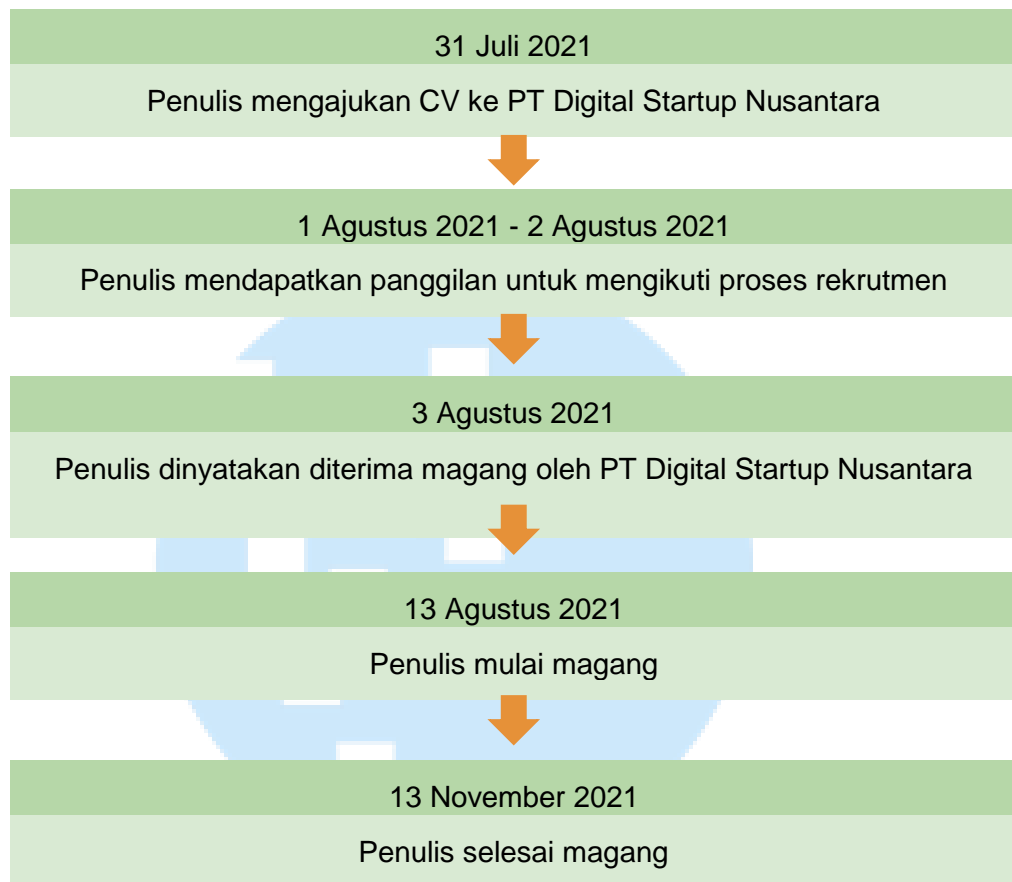 31 Juli 2021
Penulis mengajukan CV ke PT Digital Startup Nusantara
1 Agustus 2021 - 2 Agustus 2021
Penulis mendapatkan panggilan untuk mengikuti proses rekrutmen
3 Agustus 2021
Penulis dinyatakan diterima magang oleh PT Digital Startup Nusantara
13 Agustus 2021
Penulis mulai magang
13 November 2021
Penulis selesai magang